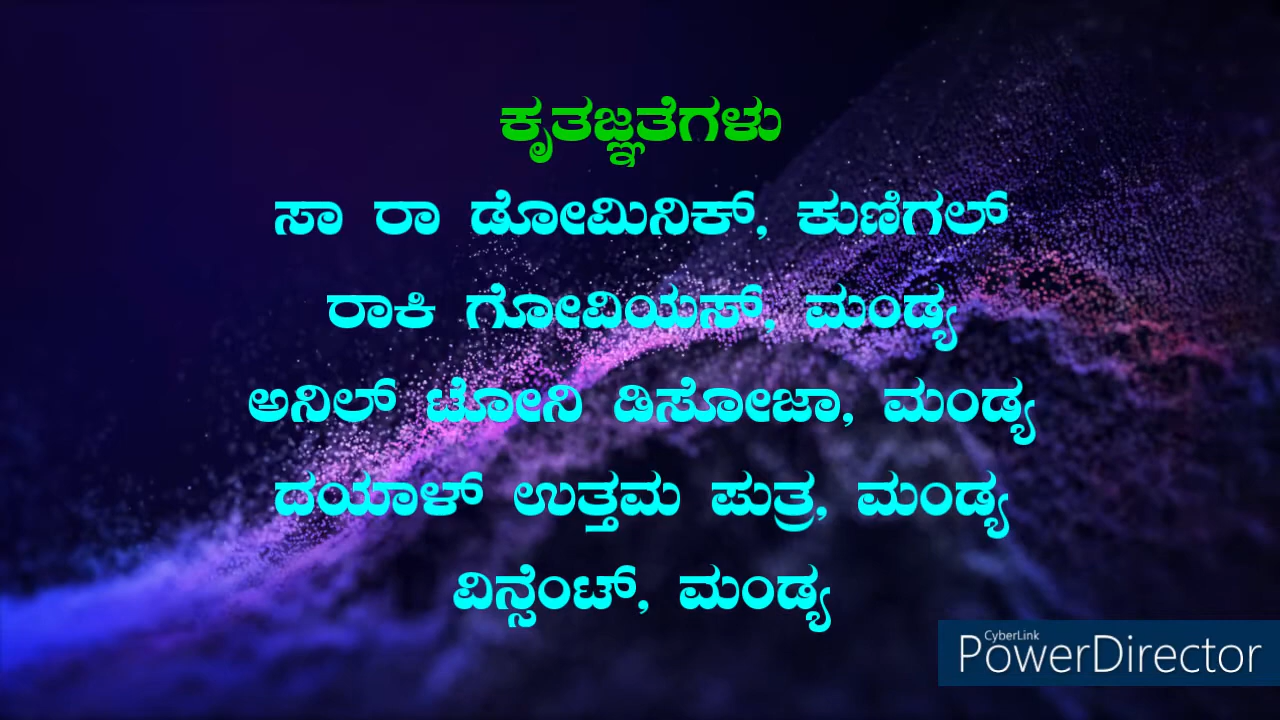 ಕೃತಜ್ಞತೆಗಳು
ಸಾ ರಾ ಡೋಮಿನಿಕ್, ಕುಣಿಗಲ್
ರಾಕಿ ಗೋವಿಯಸ್, ಮಂಡ್ಯ
ಅನಿಲ್ ಟೋನಿ ಡಿಸೋಜಾ, ಮಂಡ್ಯ
ದಯಾಳ್ ಉತ್ತಮ ಪುತ್ರ, ಮಂಡ್ಯ
ವಿನ್ಸೆಂಟ್, ಮಂಡ್ಯ
CyberLink
PowerDirector